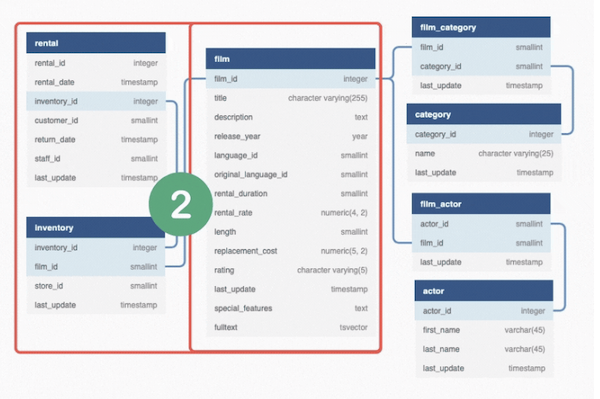 rental
rental_id integer
rental_date timestamp
inventory_id integer
customer_id smallint
return_date timestamp
staff_id smallint
last_update timestamp
inventory
inventory_id integer
film_id smallint
store_id smallint
last_update timestamp
2
film
film_id integer
title character varying(255)
description text
release_year year
language_id smallint
original_language_id smallint
rental_duration smallint
rental_rate numeric(4, 2)
length smallint
replacement_cost numeric(5, 2)
rating character varying(5)
last_update timestamp
special_features text
fulltext tsvector
film_category
film_id smallint
category_id smallint
last_update timestamp
category
category_id integer
name character varying(25)
last_update timestamp
film_actor
actor_id smallint
film_id smallint
last_update timestamp
actor
actor_id integer
first_name varchar(45)
last_name varchar(45)
last_update timestamp